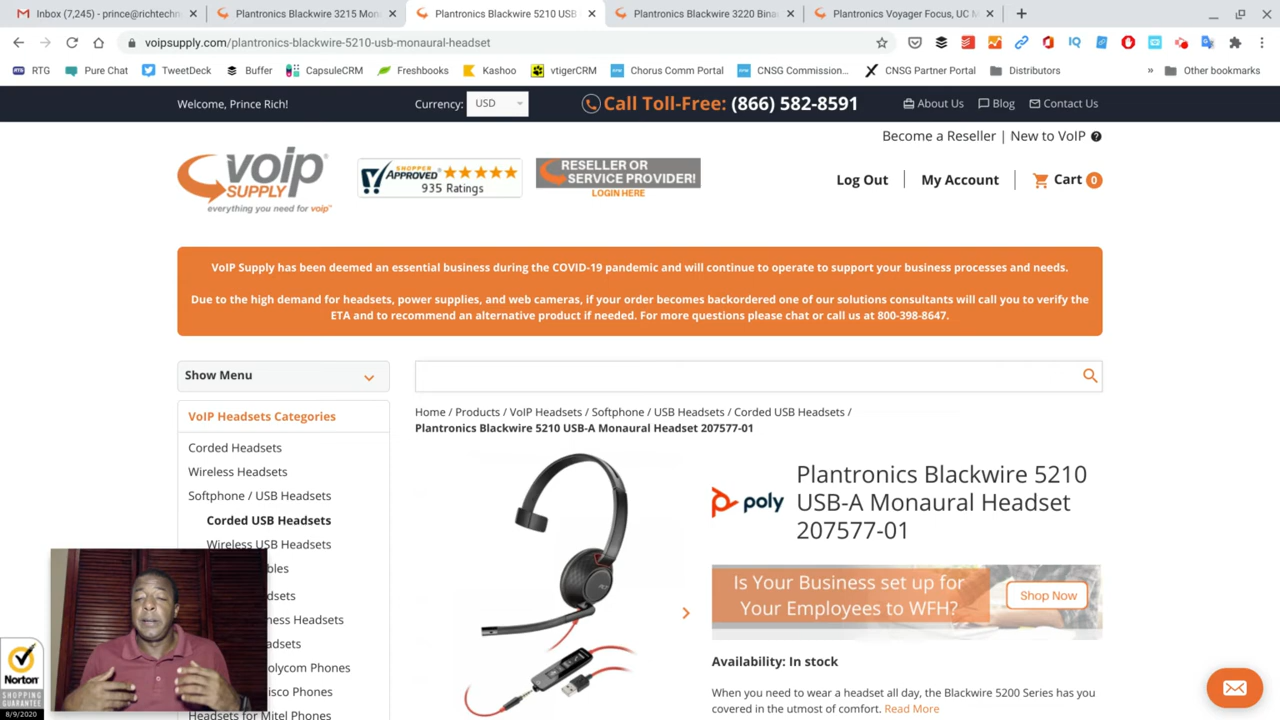 Inbox (7,245) - prince@richtechn
Plantronics Blackwire 3215 Mon
Plantronics Blackwire 5210 USB
Plantronics Blackwire 3220 Bina
Plantronics Voyager Focus, UC M
voipsupply.com/plantronics-blackwire-5210-usb-monaural-headset
RTG
Pure Chat
TweetDeck
Buffer
CapsuleCRM
Freshbooks
Kashoo
vtigerCRM
Chorus Comm Portal
CNSG Commission...
CNSG Partner Portal
Distributors
»
Other bookmarks
Welcome, Prince Rich!
Currency: USD
Call Toll-Free: (866) 582-8591
About Us
Blog
Contact Us
Become a Reseller | New to VoIP
voip
SUPPLY
everything you need for voip™
SHOPPER
APPROVED
935 Ratings
RESELLER OR
SERVICE PROVIDER!
LOGIN HERE
Log Out
My Account
Cart 0
VoIP Supply has been deemed an essential business during the COVID-19 pandemic and will continue to operate to support your business processes and needs.
Due to the high demand for headsets, power supplies, and web cameras, if your order becomes backordered one of our solutions consultants will call you to verify the
ETA and to recommend an alternative product if needed. For more questions please chat or call us at 800-398-8647.
Show Menu
VoIP Headsets Categories
Corded Headsets
Wireless Headsets
Softphone / USB Headsets
Corded USB Headsets
Wireless USB Headsets
bles
dsets
ness Headsets
adsets
olycom Phones
isco Phones
Headsets for Mitel Phones
Home / Products / VoIP Headsets / Softphone / USB Headsets / Corded USB Headsets /
Plantronics Blackwire 5210 USB-A Monaural Headset 207577-01
poly
Plantronics Blackwire 5210
USB-A Monaural Headset
207577-01
Is Your Business set up for
Your Employees to WFH?
Shop Now
Availability: In stock
When you need to wear a headset all day, the Blackwire 5200 Series has you
covered in the utmost of comfort. Read More
Norton
SHOPPING
GUARANTEE
8/9/2020